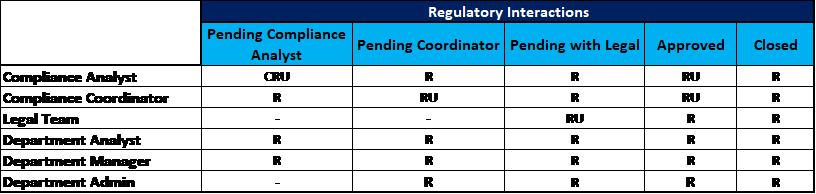 Regulatory Interactions
Pending Compliance Analyst Pending Coordinator Pending with Legal Approved Closed
Compliance Analyst CRU R R RU R
Compliance Coordinator R RU R RU R
Legal Team - - RU R R
Department Analyst R R R R R
Department Manager R R R R R
Department Admin - R R R R